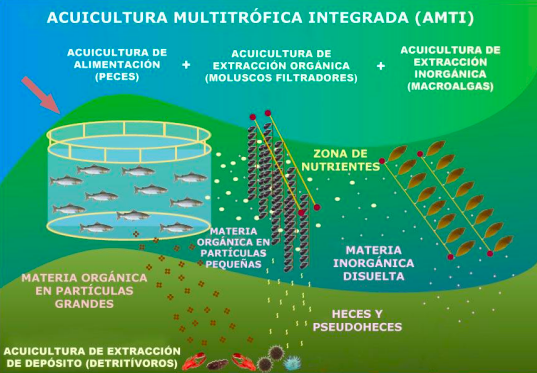 ACUICULTURA MULTITRÓFICA INTEGRADA (AMTI)
ACUICULTURA DE
ALIMENTACIÓN
(PECES)
+
ACUICULTURA DE
EXTRACCIÓN ORGÁNICA
(MOLUSCOS FILTRADORES)
+
ACUICULTURA DE
EXTRACCIÓN
INORGÁNICA
(MACROALGAS)
ZONA DE
NUTRIENTES
MATERIA
ORGÁNICA EN
PARTÍCULAS
PEQUEÑAS
MATERIA
INORGÁNICA
DISUELTA
MATERIA ORGÁNICA
EN PARTÍCULAS
GRANDES
HECES Y
PSEUDOHECES
ACUICULTURA DE EXTRACCIÓN
DE DEPÓSITO (DETRITÍVOROS)